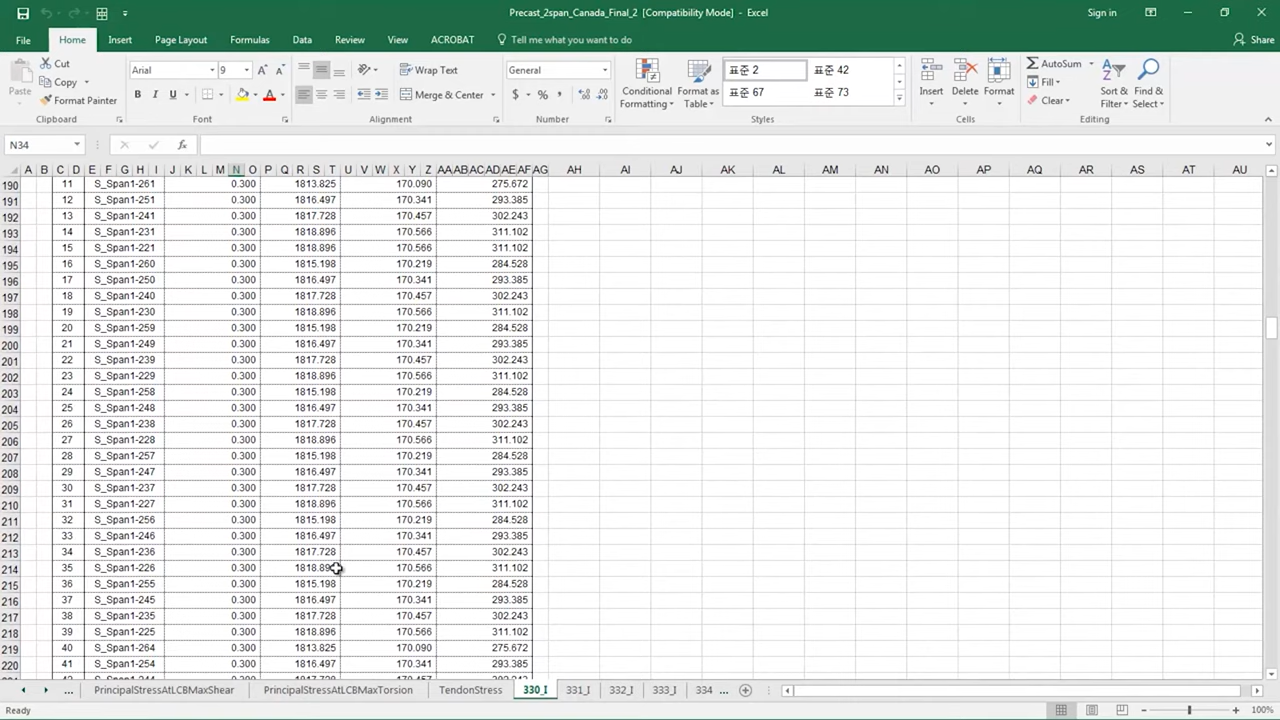 Precast_2span_Canada_Final_2 [Compatibility Mode] - Excel
Sign in
File Home Insert Page Layout Formulas Data Review View ACROBAT Tell me what you want to do Share
Paste
Cut
Copy
Format Painter
Clipboard
Arial 9
B I U
Font
Wrap Text
Merge & Center
Alignment
General
$ % ,
Number
Conditional Formatting
Format as Table
표준 2 표준 42
표준 67 표준 73
Styles
Insert Delete Format
Cells
AutoSum
Fill
Clear
Sort & Filter
Find & Select
Editing
N34 fx
A B C D E F G H I J K L M N O P Q R S T U V W X Y Z AA AB AC AD AE AF AG AH AI AJ AK AL AM AN AO AP AQ AR AS AT AU
190 11 S_Span1-261 0.300 1813.825 170.090 275.672
191 12 S_Span1-251 0.300 1816.497 170.341 293.385
192 13 S_Span1-241 0.300 1817.728 170.457 302.243
193 14 S_Span1-231 0.300 1818.896 170.566 311.102
194 15 S_Span1-221 0.300 1818.896 170.566 311.102
195 16 S_Span1-260 0.300 1815.198 170.219 284.528
196 17 S_Span1-250 0.300 1816.497 170.341 293.385
197 18 S_Span1-240 0.300 1817.728 170.457 302.243
198 19 S_Span1-230 0.300 1818.896 170.566 311.102
199 20 S_Span1-259 0.300 1815.198 170.219 284.528
200 21 S_Span1-249 0.300 1816.497 170.341 293.385
201 22 S_Span1-239 0.300 1817.728 170.457 302.243
202 23 S_Span1-229 0.300 1818.896 170.566 311.102
203 24 S_Span1-258 0.300 1815.198 170.219 284.528
204 25 S_Span1-248 0.300 1816.497 170.341 293.385
205 26 S_Span1-238 0.300 1817.728 170.457 302.243
206 27 S_Span1-228 0.300 1818.896 170.566 311.102
207 28 S_Span1-257 0.300 1815.198 170.219 284.528
208 29 S_Span1-247 0.300 1816.497 170.341 293.385
209 30 S_Span1-237 0.300 1817.728 170.457 302.243
210 31 S_Span1-227 0.300 1818.896 170.566 311.102
211 32 S_Span1-256 0.300 1815.198 170.219 284.528
212 33 S_Span1-246 0.300 1816.497 170.341 293.385
213 34 S_Span1-236 0.300 1817.728 170.457 302.243
214 35 S_Span1-226 0.300 1818.896 170.566 311.102
215 36 S_Span1-255 0.300 1815.198 170.219 284.528
216 37 S_Span1-245 0.300 1816.497 170.341 293.385
217 38 S_Span1-235 0.300 1817.728 170.457 302.243
218 39 S_Span1-225 0.300 1818.896 170.566 311.102
219 40 S_Span1-264 0.300 1813.825 170.090 275.672
220 41 S_Span1-254 0.300 1816.497 170.341 293.385
... PrincipalStressAtLCBMaxShear PrincipalStressAtLCBMaxTorsion TendonStress 330_I 331_I 332_I 333_I 334 ...
Ready 100%